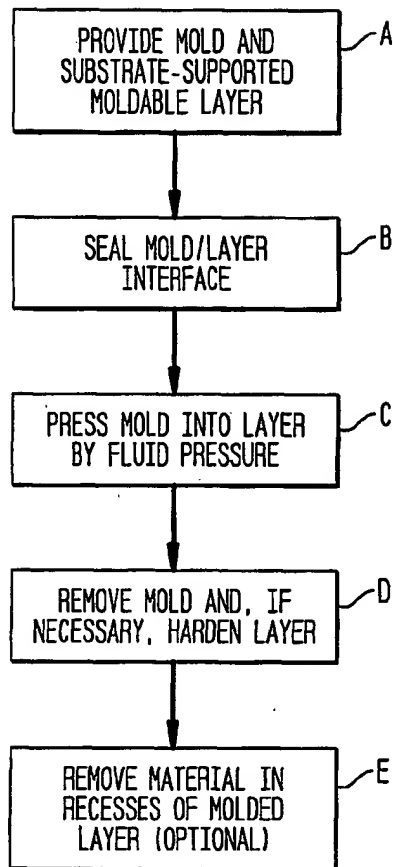 PROVIDE MOLD AND
SUBSTRATE-SUPPORTED
MOLDABLE LAYER
A
SEAL MOLD/LAYER
INTERFACE
B
PRESS MOLD INTO LAYER
BY FLUID PRESSURE
C
REMOVE MOLD AND, IF
NECESSARY, HARDEN LAYER
D
REMOVE MATERIAL IN
RECESSES OF MOLDED
LAYER (OPTIONAL)
E